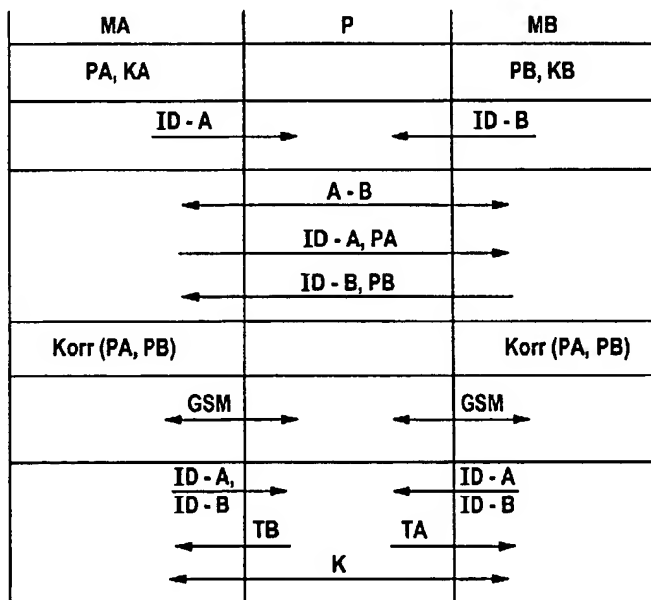 MA P MB
PA, KA PB, KB
ID - A ID - B
A - B
ID - A, PA
ID - B, PB
Korr (PA, PB) Korr (PA, PB)
GSM GSM
ID - A, ID - A
ID - B ID - B
TB TA
K